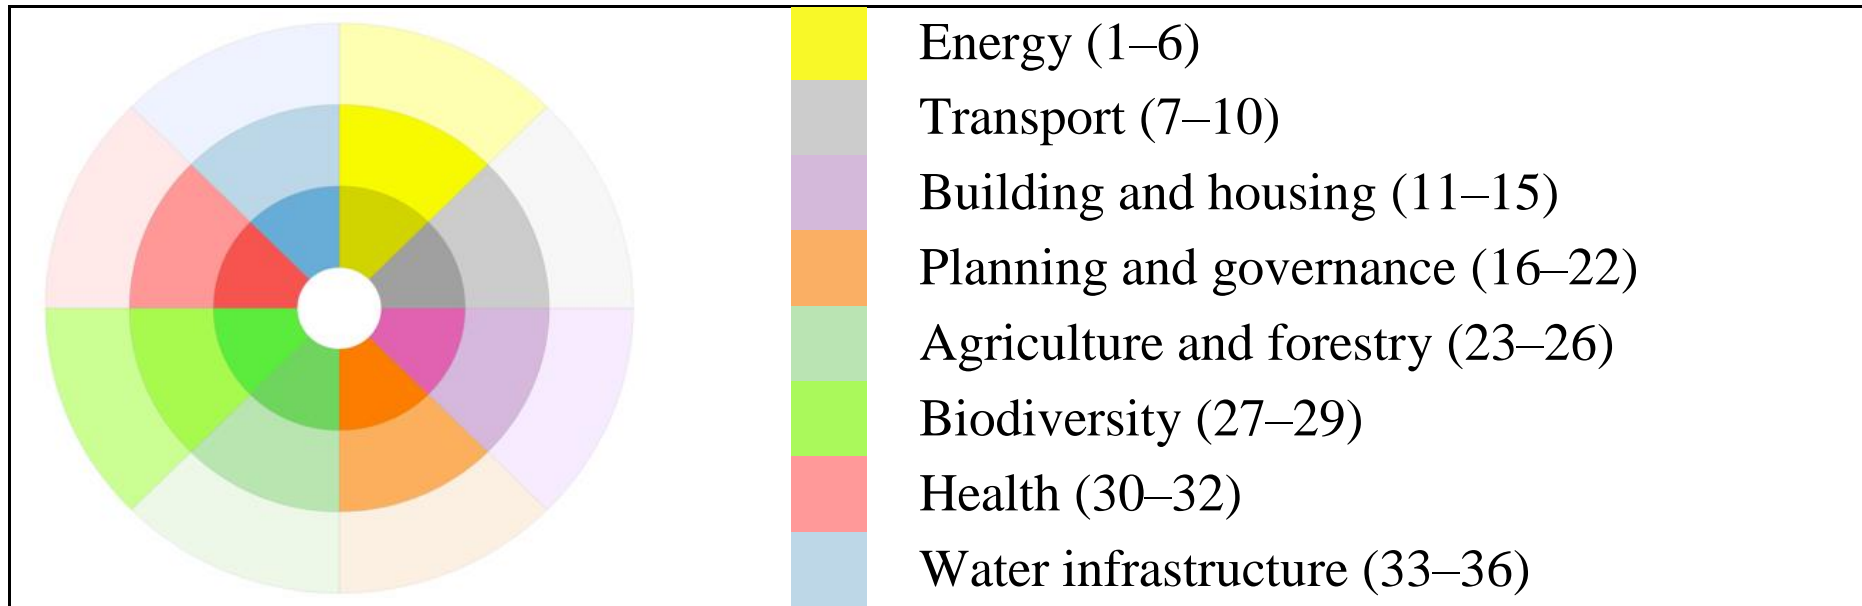 Energy (1–6)
Transport (7–10)
Building and housing (11–15)
Planning and governance (16–22)
Agriculture and forestry (23–26)
Biodiversity (27–29)
Health (30–32)
Water infrastructure (33–36)